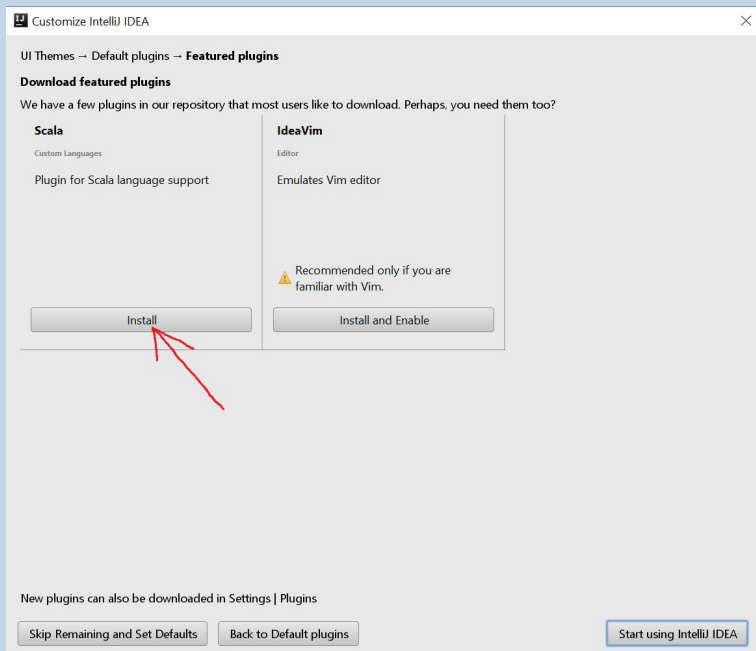 IJ
Customize IntelliJ IDEA
UI Themes → Default plugins → Featured plugins
Download featured plugins
We have a few plugins in our repository that most users like to download. Perhaps, you need them too?
Scala
Custom Languages
Plugin for Scala language support
Install
IdeaVim
Editor
Emulates Vim editor
Recommended only if you are
familiar with Vim.
Install and Enable
New plugins can also be downloaded in Settings | Plugins
Skip Remaining and Set Defaults
Back to Default plugins
Start using IntelliJ IDEA